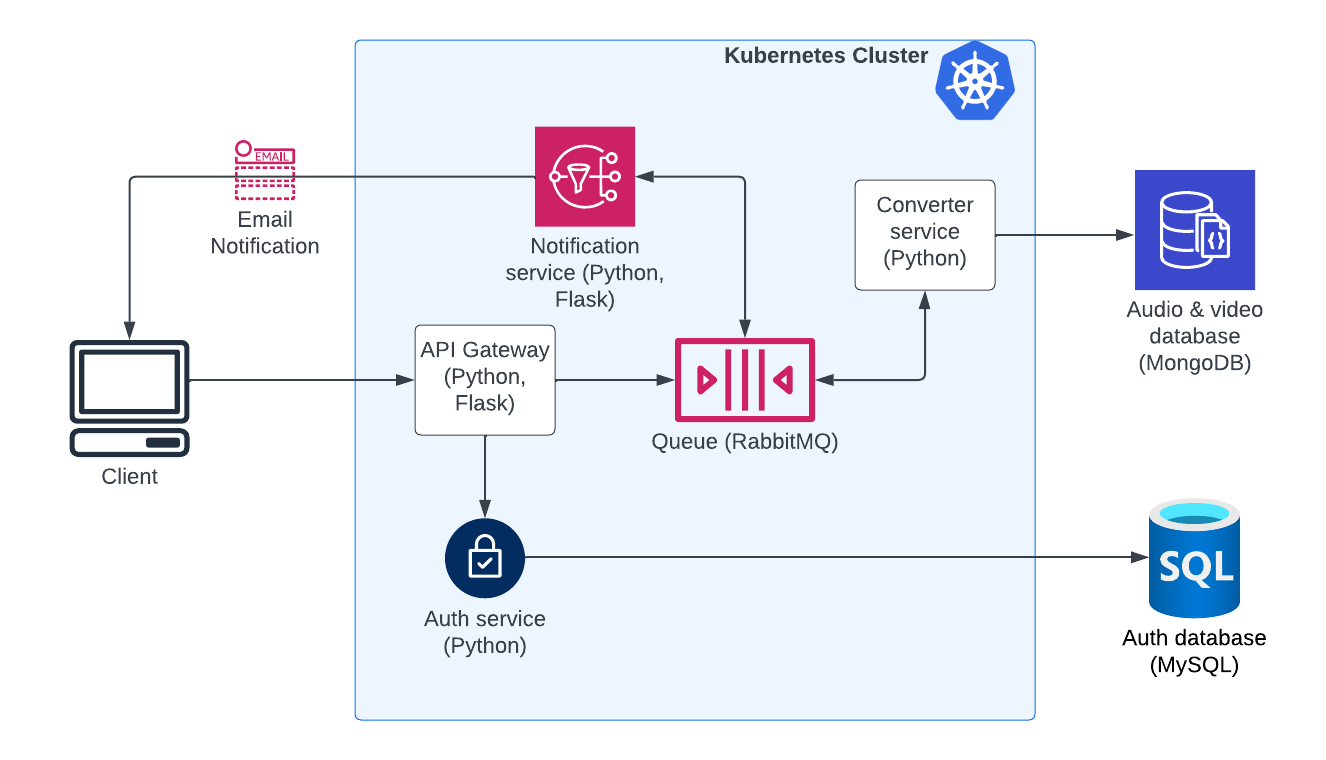 Kubernetes Cluster
EMAIL
Email
Notification
Notification
service (Python,
Flask)
Converter
service
(Python)
Audio & video
database
(MongoDB)
API Gateway
(Python,
Flask)
Queue (RabbitMQ)
Client
SQL
Auth service
(Python)
Auth database
(MySQL)